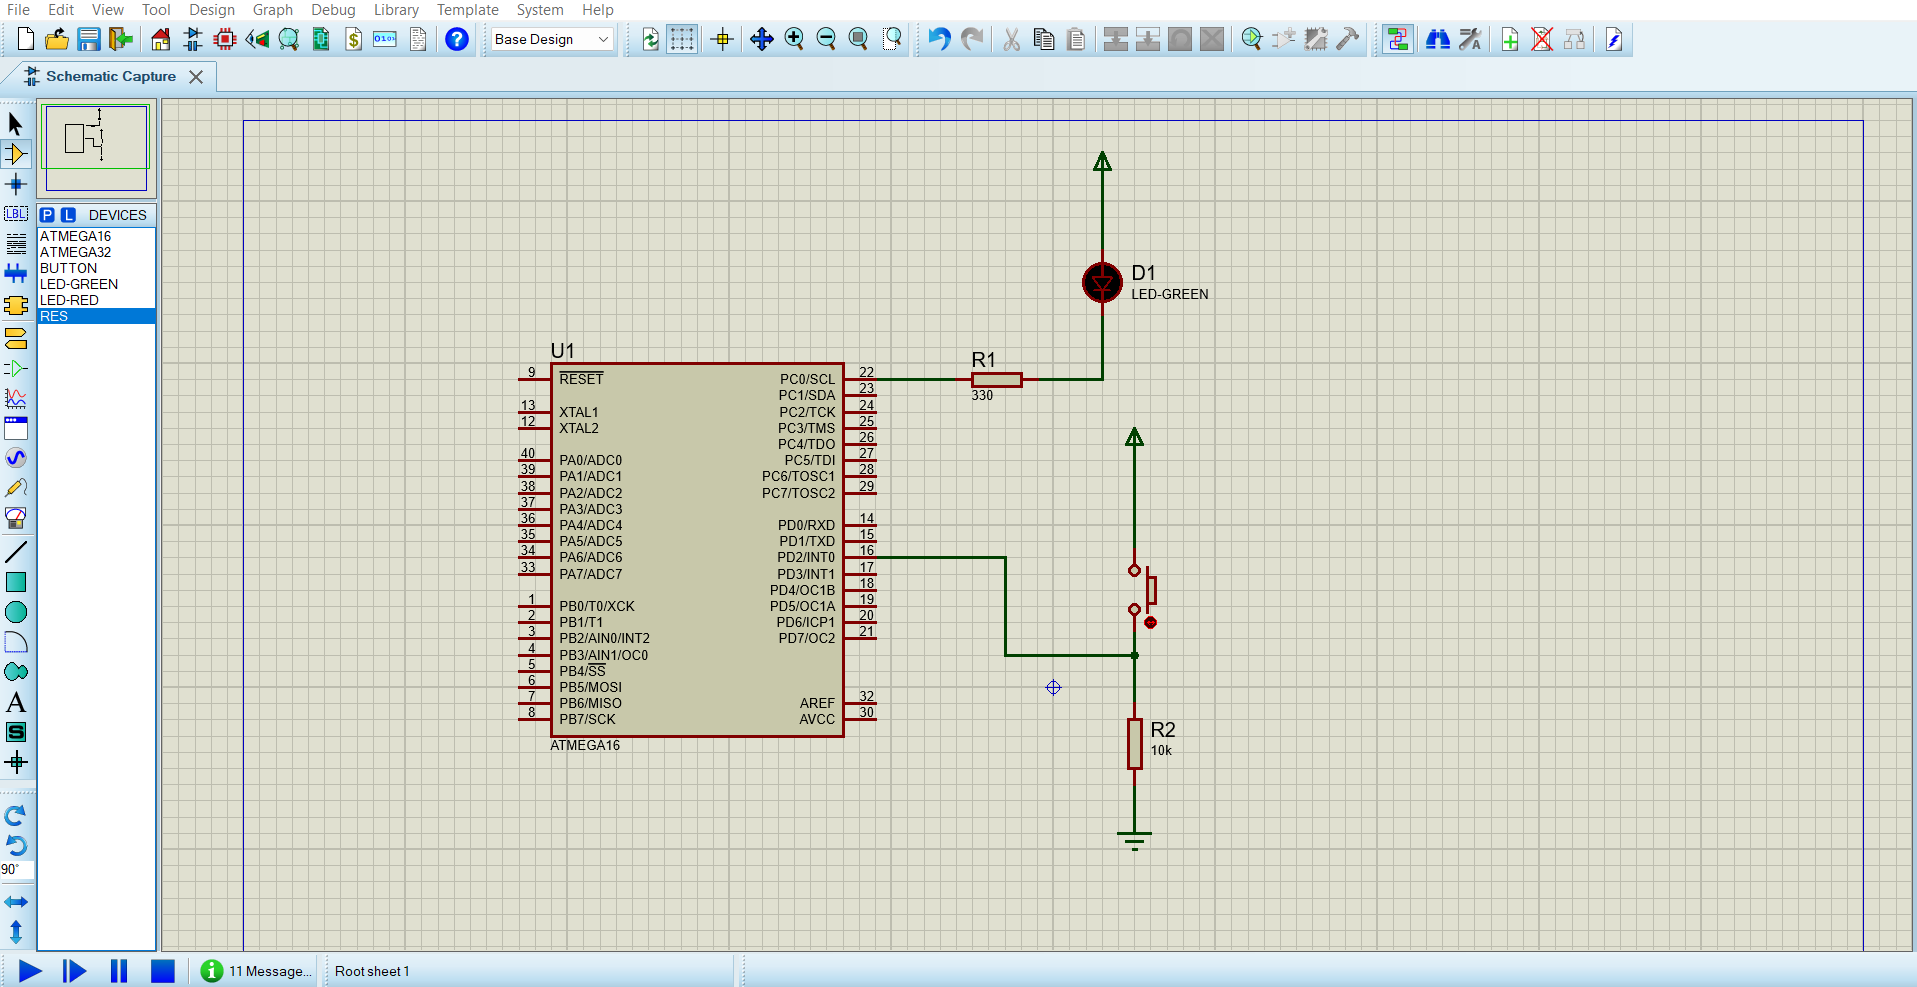 File Edit View Tool Design Graph Debug Library Template System Help
Base Design
Schematic Capture
P L DEVICES
ATMEGA16
ATMEGA32
BUTTON
LED-GREEN
LED-RED
RES
LBL
A
S
90°
D1
LED-GREEN
R1
330
U1
9 RESET
13 XTAL1
12 XTAL2
40 PA0/ADC0
39 PA1/ADC1
38 PA2/ADC2
37 PA3/ADC3
36 PA4/ADC4
35 PA5/ADC5
34 PA6/ADC6
33 PA7/ADC7
1 PB0/T0/XCK
2 PB1/T1
3 PB2/AIN0/INT2
4 PB3/AIN1/OC0
5 PB4/SS
6 PB5/MOSI
7 PB6/MISO
8 PB7/SCK
PC0/SCL 22
PC1/SDA 23
PC2/TCK 24
PC3/TMS 25
PC4/TDO 26
PC5/TDI 27
PC6/TOSC1 28
PC7/TOSC2 29
PD0/RXD 14
PD1/TXD 15
PD2/INT0 16
PD3/INT1 17
PD4/OC1B 18
PD5/OC1A 19
PD6/ICP1 20
PD7/OC2 21
AREF 32
AVCC 30
ATMEGA16
R2
10k
11 Message...
Root sheet 1